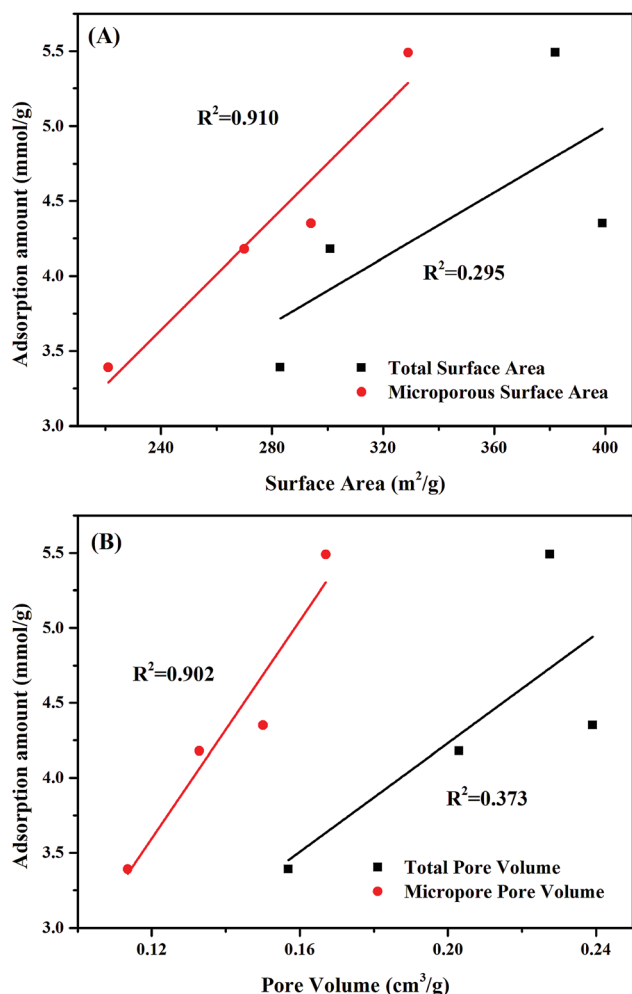 (A)
5.5
5.0
4.5
4.0
3.5
3.0
Adsorption amount (mmol/g)
R²=0.910
R²=0.295
Total Surface Area
Microporous Surface Area
240 280 320 360 400
Surface Area (m²/g)
(B)
5.5
5.0
4.5
4.0
3.5
3.0
Adsorption amount (mmol/g)
R²=0.902
R²=0.373
Total Pore Volume
Micropore Pore Volume
0.12 0.16 0.20 0.24
Pore Volume (cm³/g)